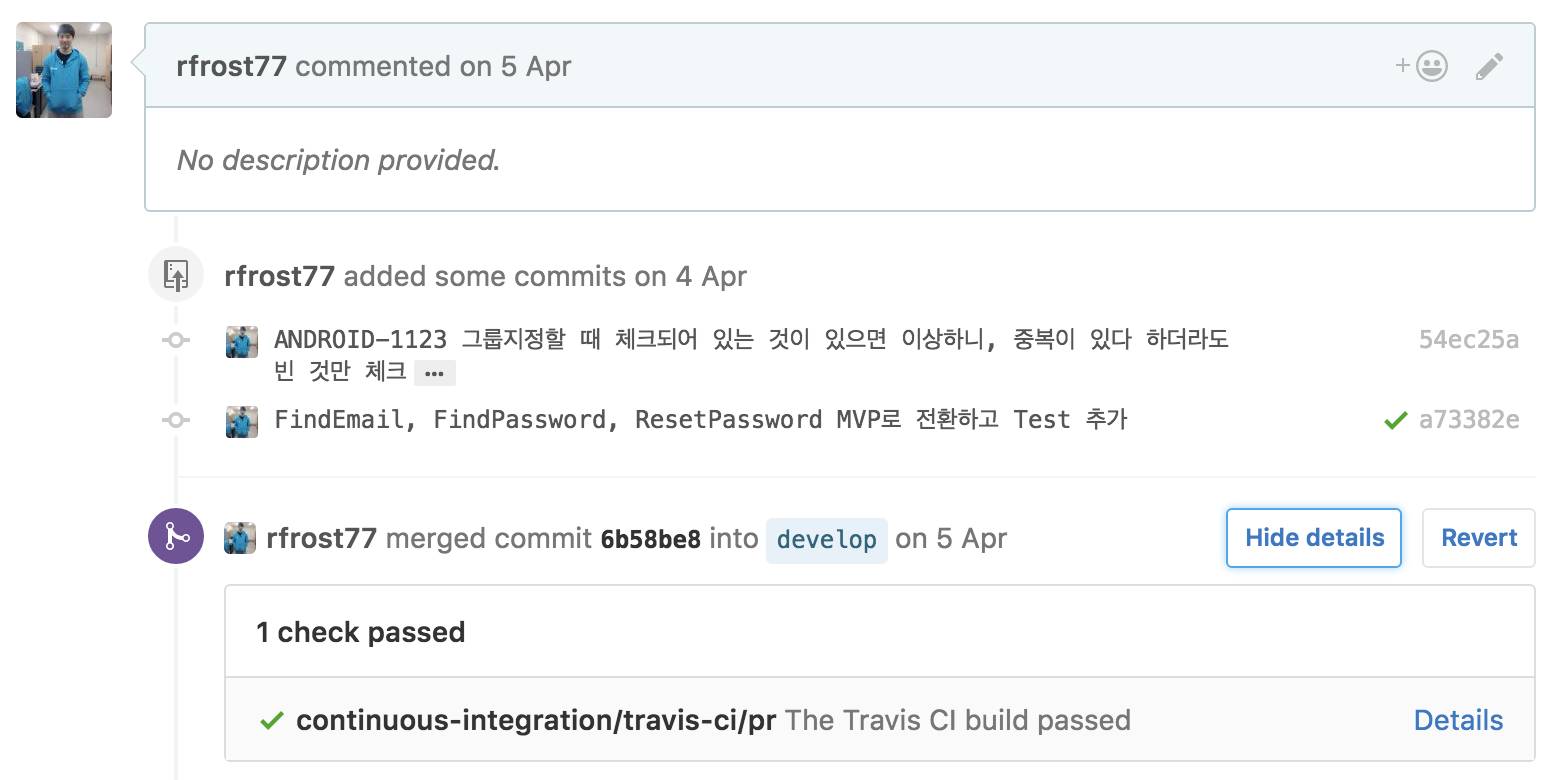 rfrost77 commented on 5 Apr
No description provided.
rfrost77 added some commits on 4 Apr
ANDROID-1123 그룹지정할 때 체크되어 있는 것이 있으면 이상하니, 중복이 있다 하더라도 54ec25a
빈 것만 체크 …
FindEmail, FindPassword, ResetPassword MVP로 전환하고 Test 추가 a73382e
rfrost77 merged commit 6b58be8 into develop on 5 Apr Hide details Revert
1 check passed
continuous-integration/travis-ci/pr The Travis CI build passed Details